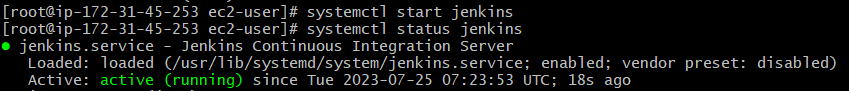 [root@ip-172-31-45-253 ec2-user]# systemctl start jenkins
[root@ip-172-31-45-253 ec2-user]# systemctl status jenkins
● jenkins.service - Jenkins Continuous Integration Server
   Loaded: loaded (/usr/lib/systemd/system/jenkins.service; enabled; vendor preset: disabled)
   Active: active (running) since Tue 2023-07-25 07:23:53 UTC; 18s ago